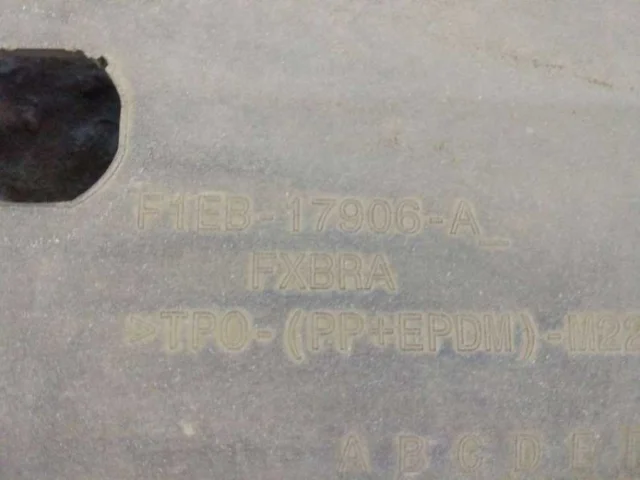 F1EB-17906-A_
FXBRA
>TPO-(PP+EPDM)-M22
A B C D E